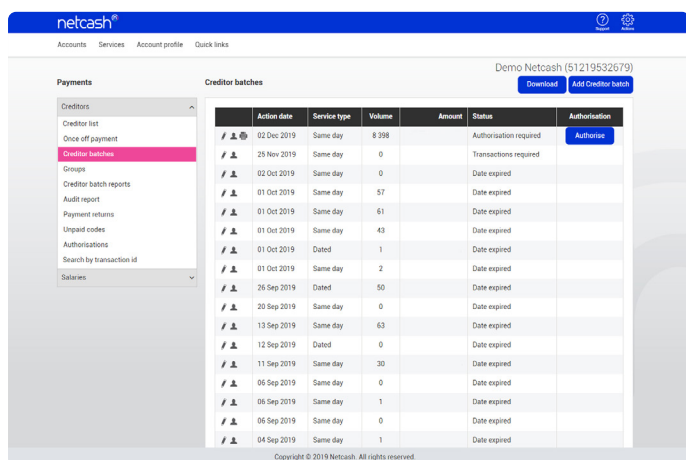 netcash®
Support Actions
Accounts Services Account profile Quick links
Demo Netcash (51219532679)
Payments
Creditor batches
Download Add Creditor batch
Creditors
Creditor list
Once off payment
Creditor batches
Groups
Creditor batch reports
Audit report
Payment returns
Unpaid codes
Authorisations
Search by transaction id
Salaries
Action date Service type Volume Amount Status Authorisation
02 Dec 2019 Same day 8 398 Authorisation required Authorise
25 Nov 2019 Same day 0 Transactions required
02 Oct 2019 Same day 0 Date expired
01 Oct 2019 Same day 57 Date expired
01 Oct 2019 Same day 61 Date expired
01 Oct 2019 Same day 43 Date expired
01 Oct 2019 Dated 1 Date expired
01 Oct 2019 Same day 2 Date expired
26 Sep 2019 Dated 50 Date expired
20 Sep 2019 Same day 0 Date expired
13 Sep 2019 Same day 63 Date expired
12 Sep 2019 Dated 0 Date expired
11 Sep 2019 Same day 30 Date expired
06 Sep 2019 Same day 0 Date expired
06 Sep 2019 Same day 1 Date expired
06 Sep 2019 Same day 0 Date expired
04 Sep 2019 Same day 1 Date expired
Copyright © 2019 Netcash. All rights reserved.